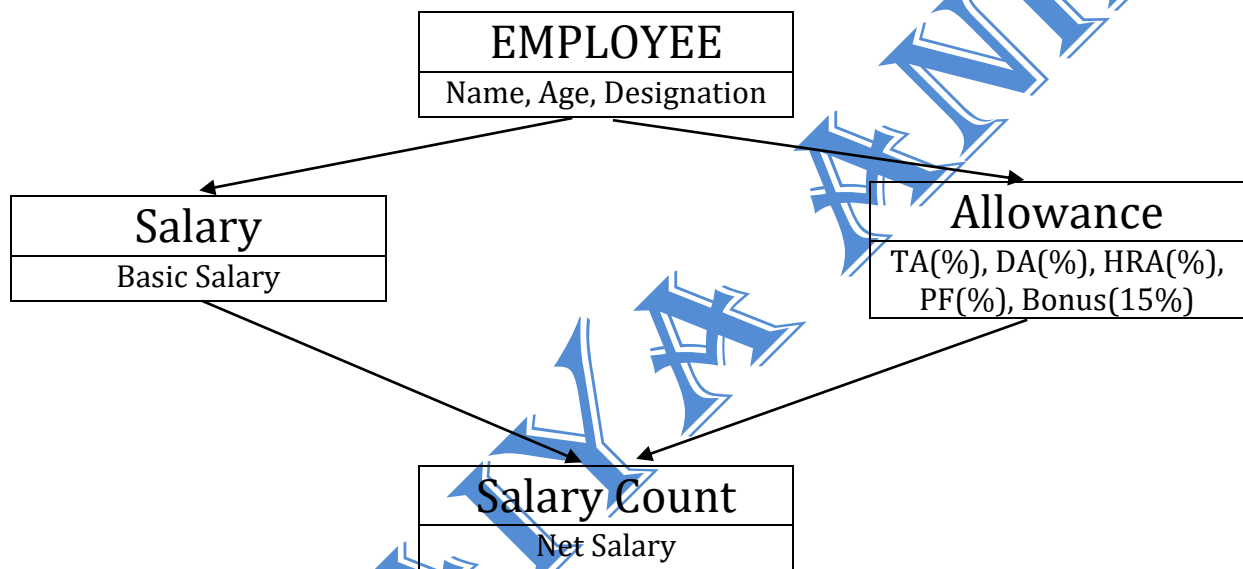 EMPLOYEE
Name, Age, Designation
Salary
Basic Salary
Allowance
TA(%), DA(%), HRA(%),
PF(%), Bonus(15%)
Salary Count
Net Salary